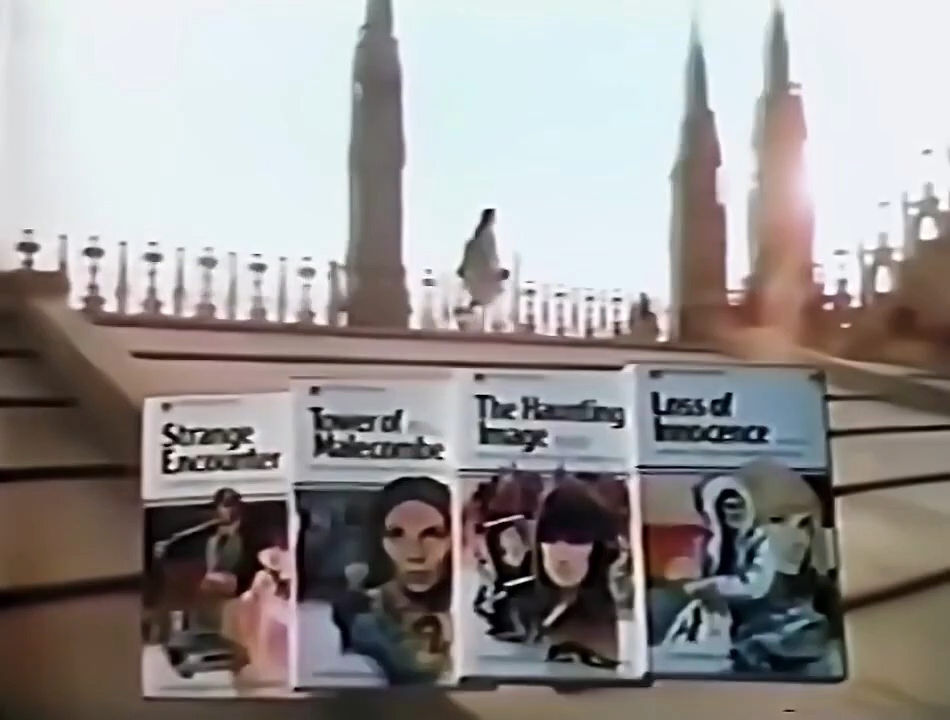 Strange
Encounter
Tower of
Malecombe
The Haunting
Image
Loss of
Innocence